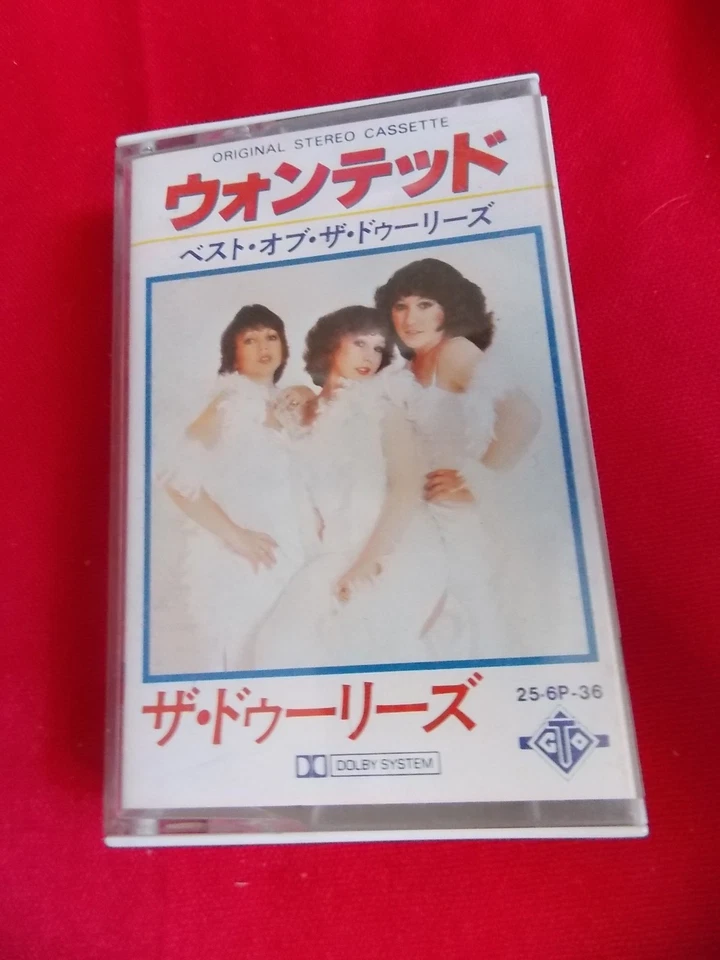 ORIGINAL STEREO CASSETTE
ウォンテッド
ベスト・オブ・ザ・ドゥーリーズ
ザ・ドゥーリーズ
25・6P-36
GTO
DOLBY SYSTEM